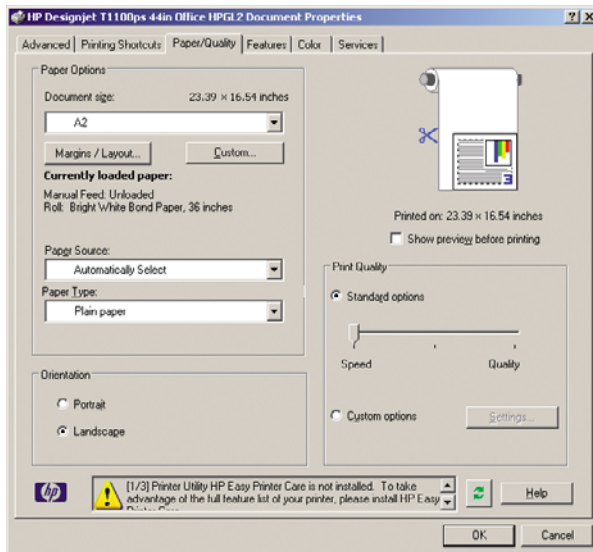 HP Designjet T1100ps 44in Office HPGL2 Document Properties
Advanced Printing Shortcuts Paper/Quality Features Color Services
Paper Options
Document size: 23.39 × 16.54 inches
A2
Margins / Layout... Custom...
Currently loaded paper:
Manual Feed: Unloaded
Roll: Bright White Bond Paper, 36 inches
Paper Source:
Automatically Select
Paper Type:
Plain paper
Orientation
Portrait
Landscape
3
Printed on: 23.39 × 16.54 inches
Show preview before printing
Print Quality
Standard options
Speed Quality
Custom options Settings...
hp
[1/3] Printer Utility HP Easy Printer Care is not installed. To take
advantage of the full feature list of your printer, please install HP Easy
Printer Care
Help
OK Cancel